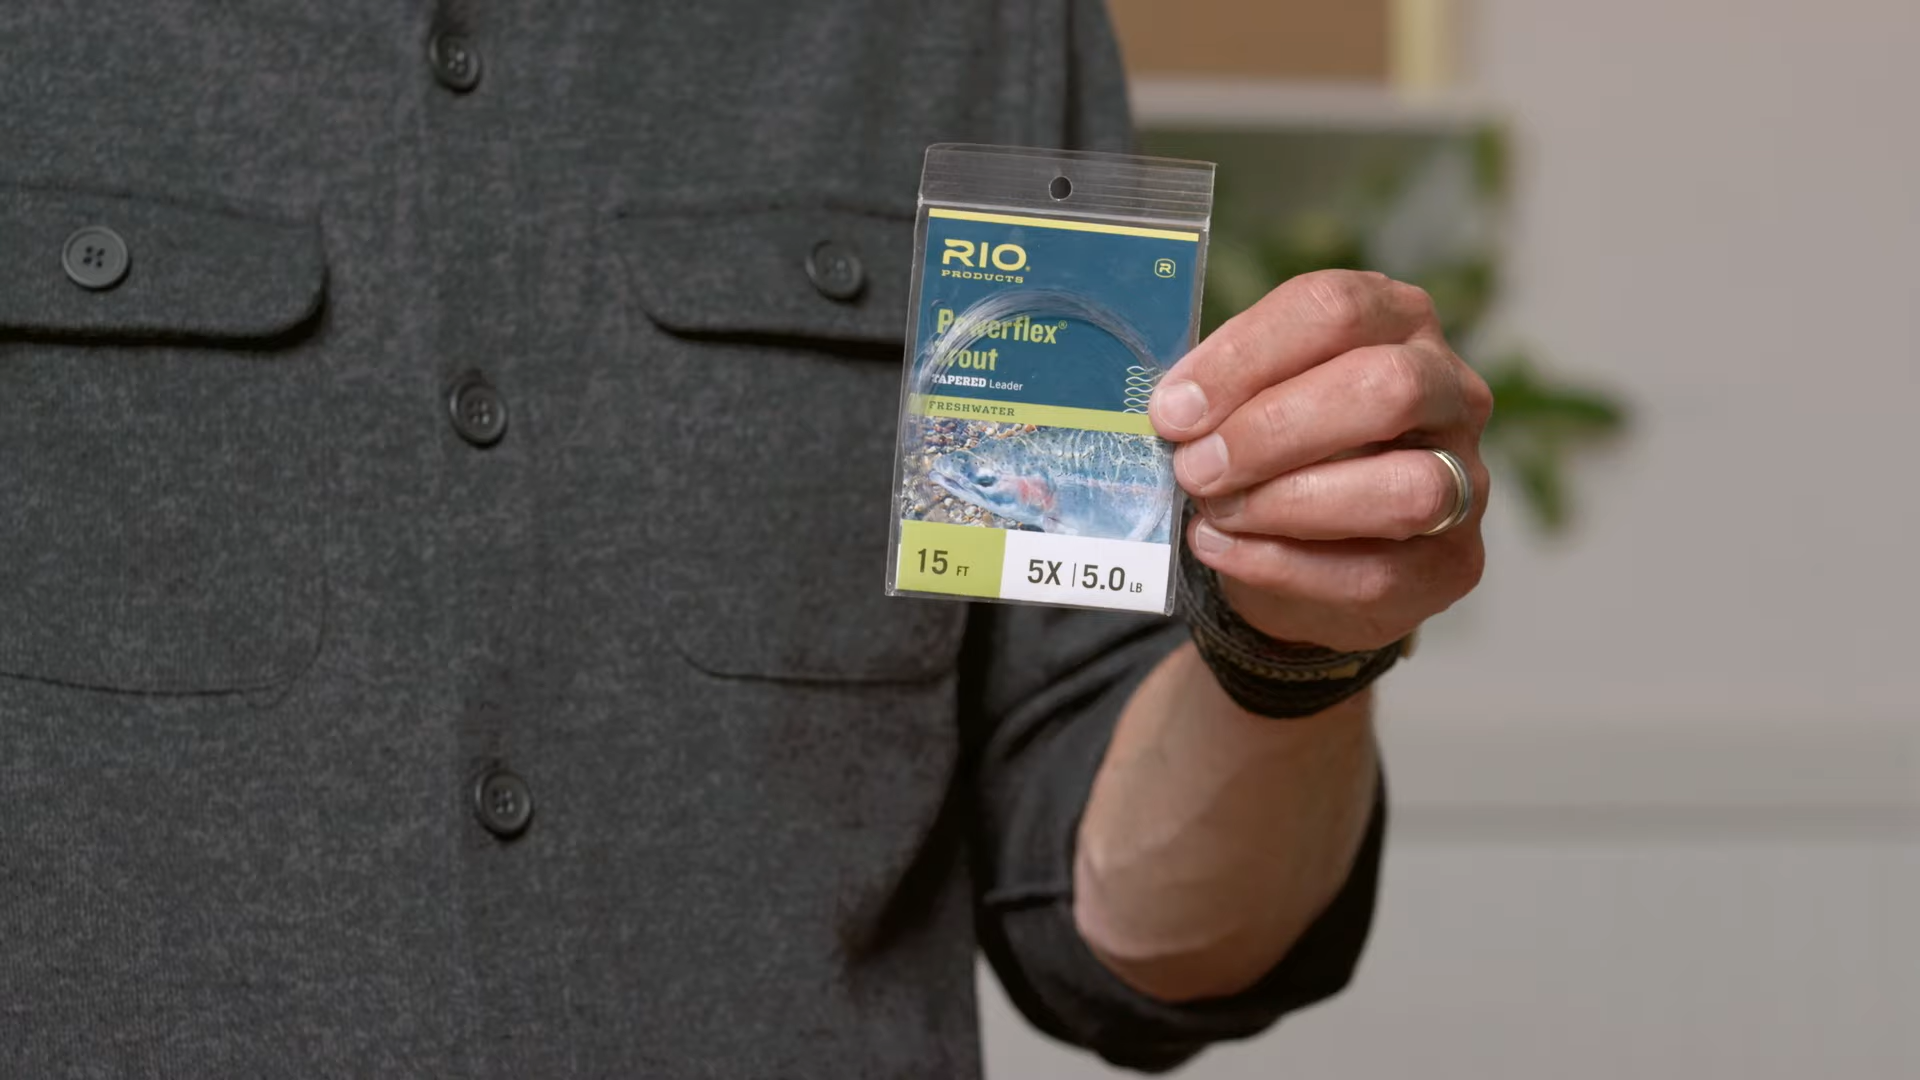 RIO®
PRODUCTS
R
Powerflex®
Trout
TAPERED Leader
FRESHWATER
15 FT
5X | 5.0 LB